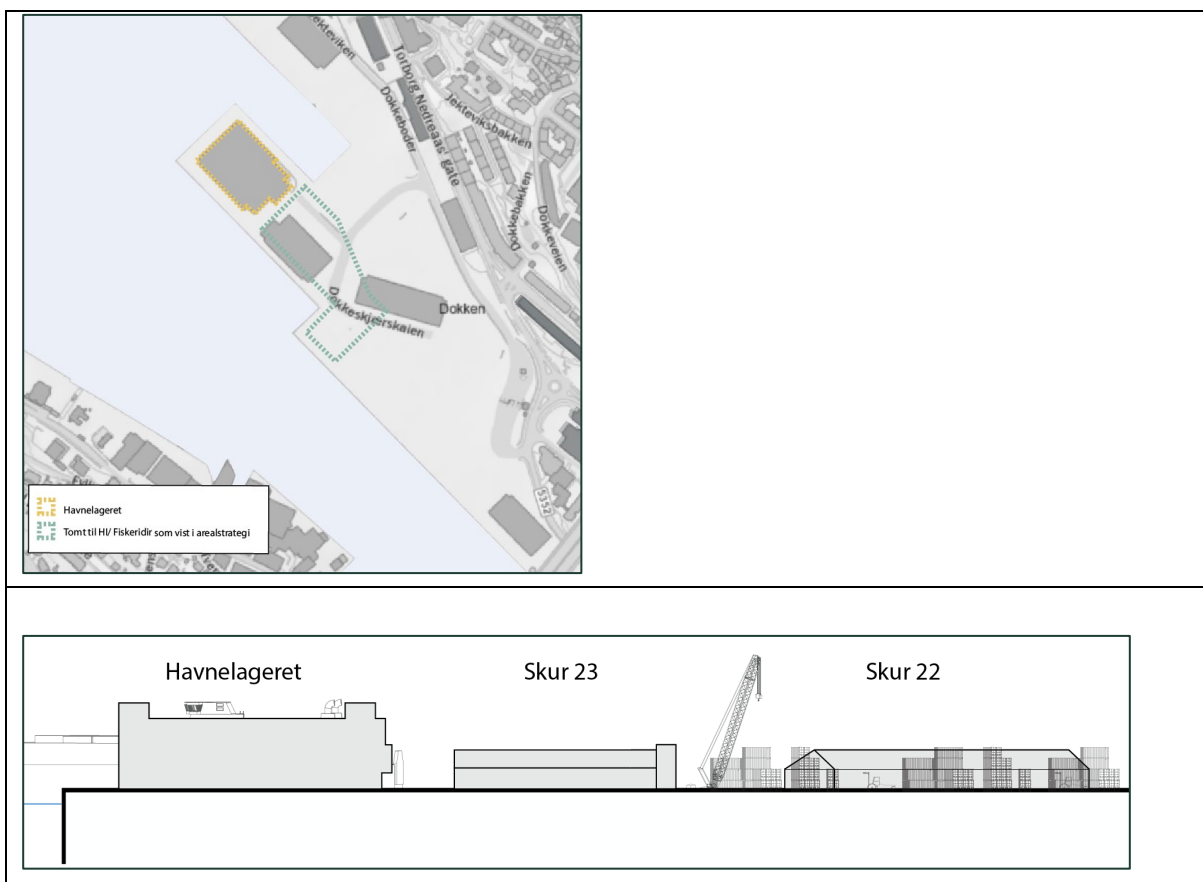 Jekteviken
Torborg Nedreaas' gate
Dokkeboder
Jekteviksbakken
Dokkebakken
Dokkeveien
Dokken
Dokkeskjærskaien
5352
Havnelageret
Tomt til HI/ Fiskeridir som vist i arealstrategi
Havnelageret
Skur 23
Skur 22